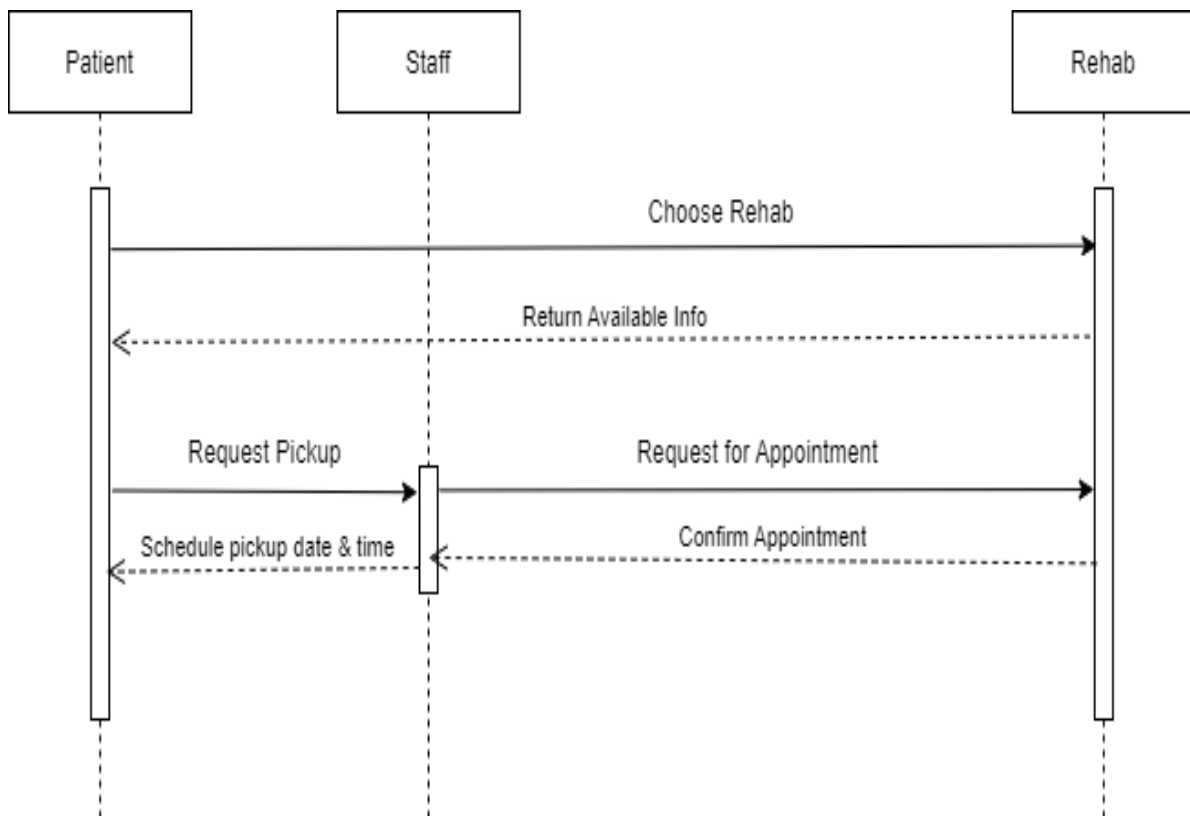 Patient
Staff
Rehab
Choose Rehab
Return Available Info
Request Pickup
Request for Appointment
Schedule pickup date & time
Confirm Appointment